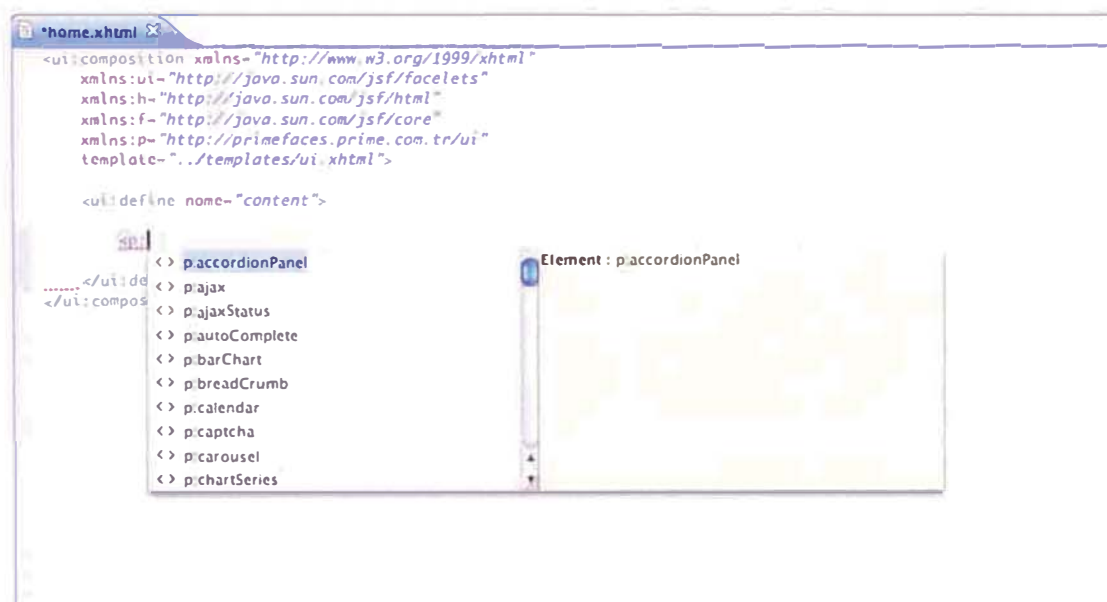 *home.xhtml
<ui:composition xmlns="http://www.w3.org/1999/xhtml"
xmlns:ui="http://java.sun.com/jsf/facelets"
xmlns:h="http://java.sun.com/jsf/html"
xmlns:f="http://java.sun.com/jsf/core"
xmlns:p="http://primefaces.prime.com.tr/ui"
template="../templates/ui.xhtml">
<ui:define name="content">
<p:
</ui:de
</ui:compos
<> p:accordionPanel
<> p:ajax
<> p:ajaxStatus
<> p:autoComplete
<> p:barChart
<> p:breadCrumb
<> p:calendar
<> p:captcha
<> p:carousel
<> p:chartSeries
Element : p:accordionPanel